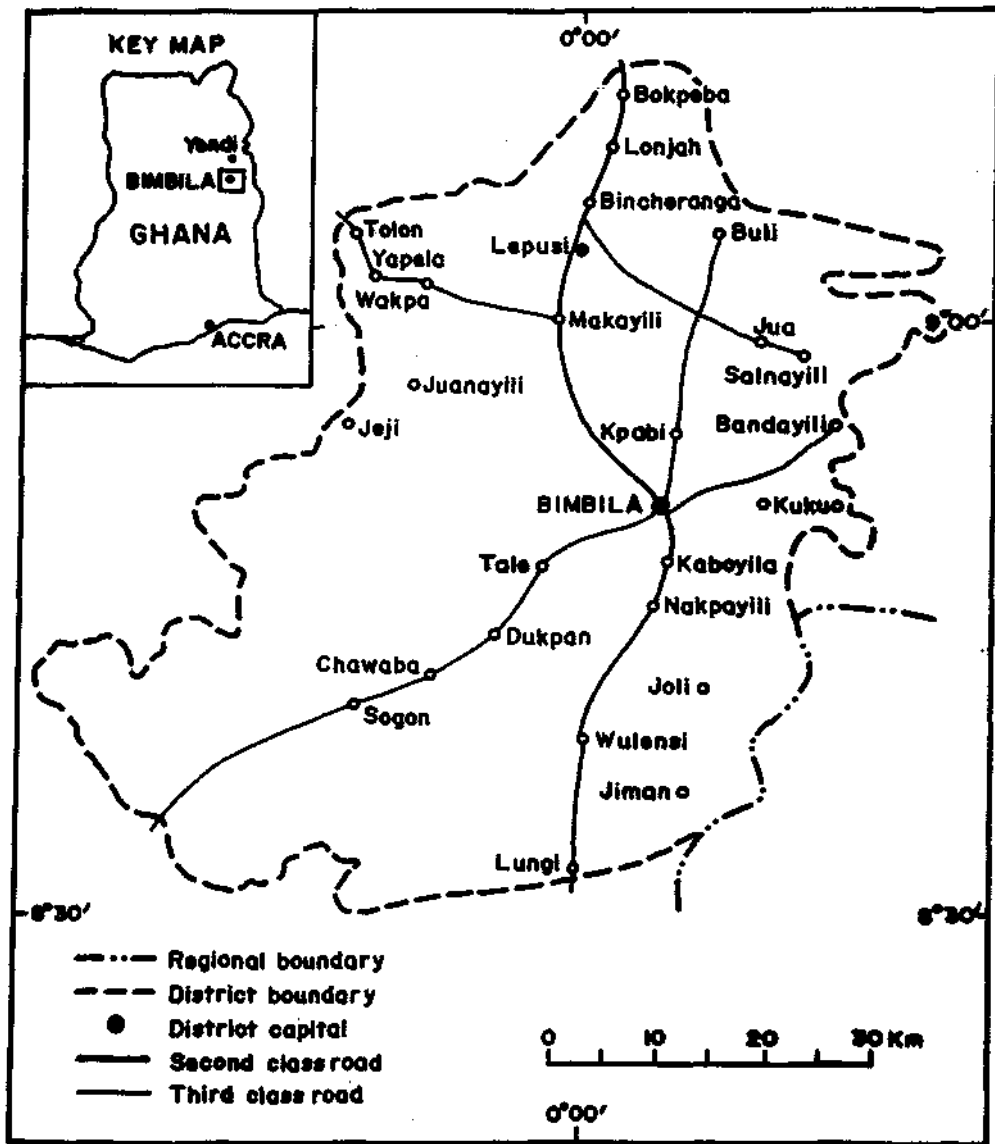 0°00'
KEY MAP
Yendi
BIMBILA
GHANA
ACCRA
Bokpeba
Lonjah
Bincheranga
Buli
Lepusi
Tolon
Yapela
Wakpa
Makayili
9°00'
Jua
Salnayili
Juanayili
Jeji
Kpabi
Bandayili
BIMBILA
Kukuo
Tale
Kaboyila
Nakpayili
Dukpan
Chawaba
Joli
Sogon
Wulensi
Jiman
Lungi
8°30'
8°30'
Regional boundary
District boundary
District capital
Second class road
Third class road
0 10 20 30 Km
0°00'